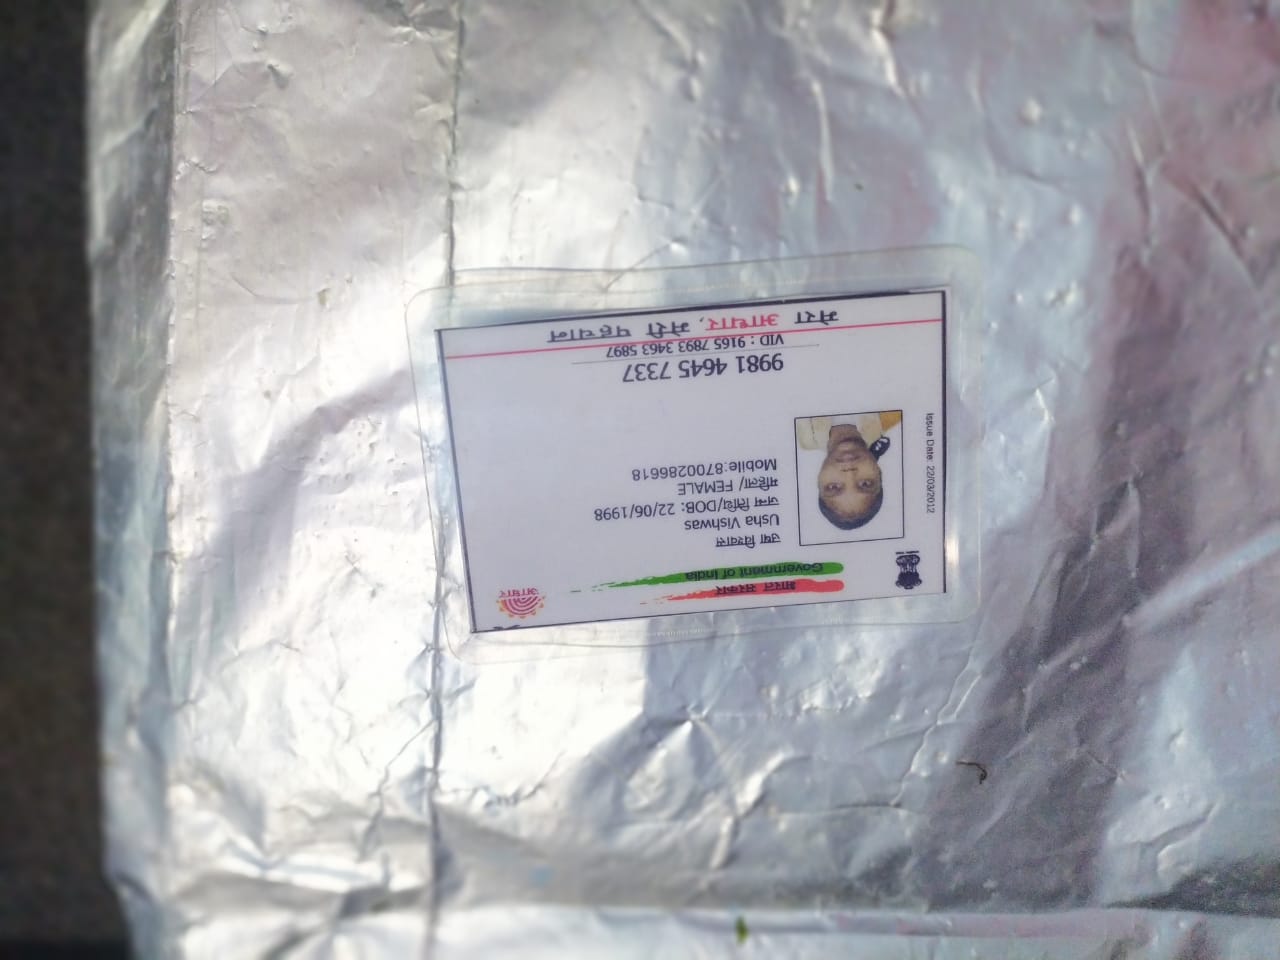 भारत सरकार
Government of India
उषा विश्वास
Usha Vishwas
जन्म तिथि/DOB: 22/06/1998
महिला/ FEMALE
Mobile:8700286618
Issue Date: 22/03/2012
9981 4645 7337
VID : 9165 7893 3463 5897
मेरा आधार, मेरी पहचान
आधार